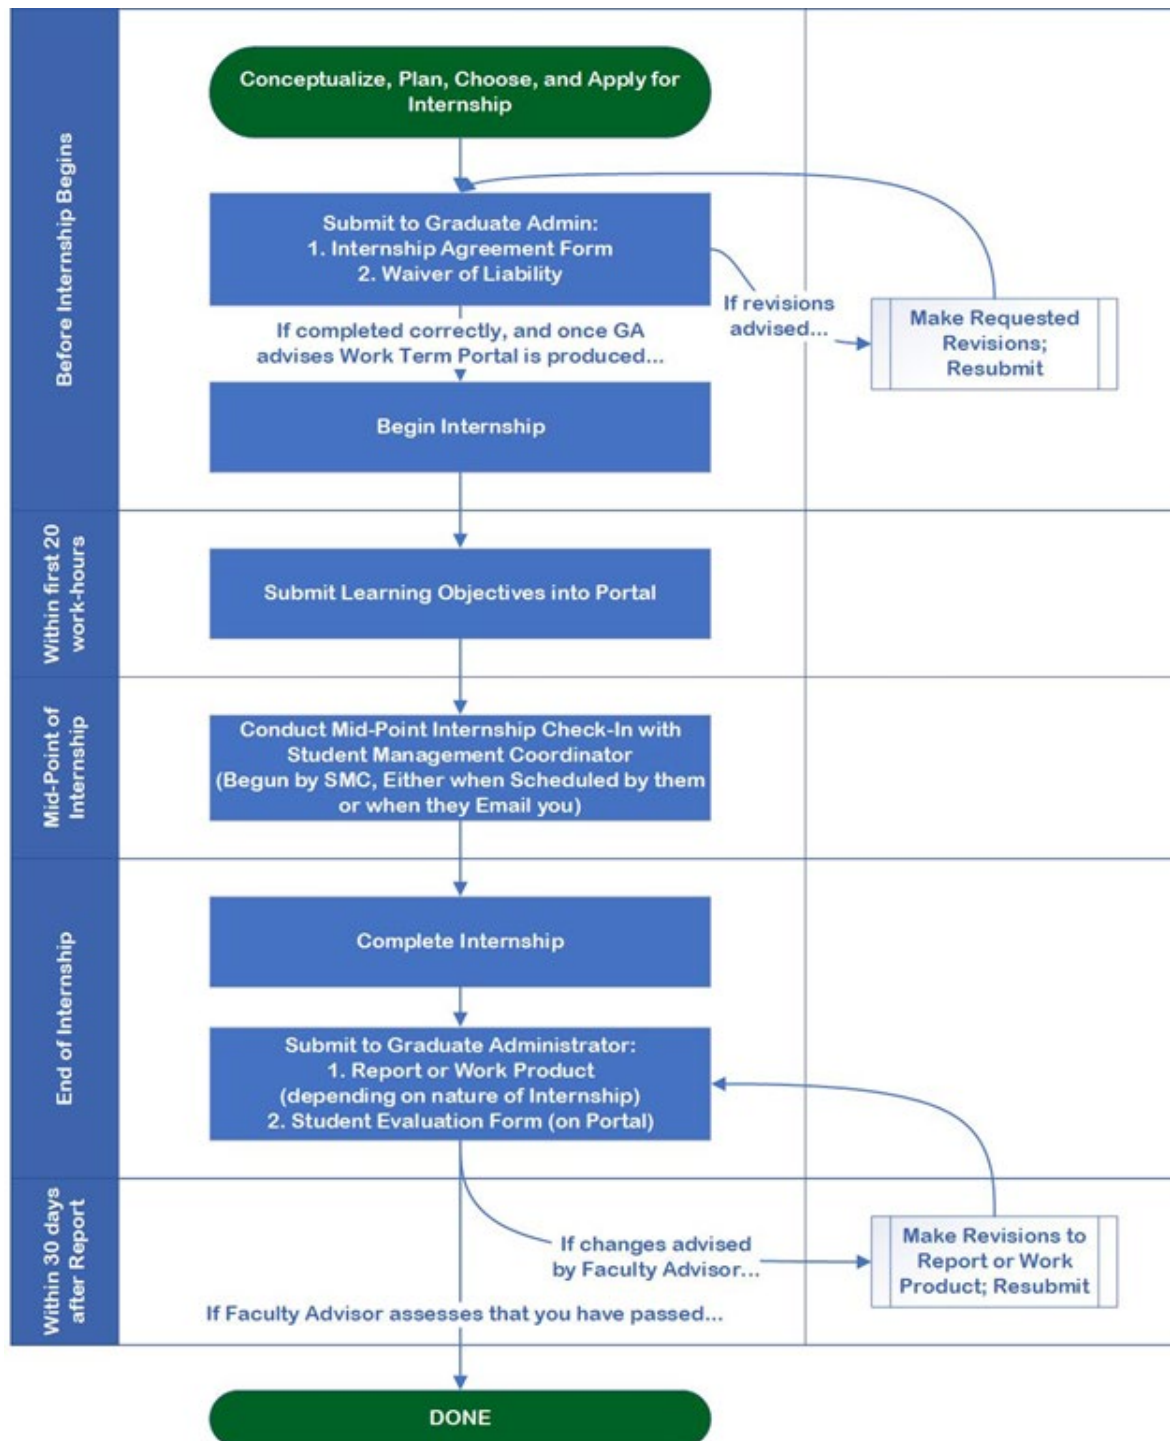 Before Internship Begins
Conceptualize, Plan, Choose, and Apply for
Internship
Submit to Graduate Admin:
1. Internship Agreement Form
2. Waiver of Liability
If revisions
advised...
Make Requested
Revisions;
Resubmit
If completed correctly, and once GA
advises Work Term Portal is produced...
Begin Internship
Within first 20
work-hours
Submit Learning Objectives into Portal
Mid-Point of
Internship
Conduct Mid-Point Internship Check-In with
Student Management Coordinator
(Begun by SMC, Either when Scheduled by them
or when they Email you)
End of Internship
Complete Internship
Submit to Graduate Administrator:
1. Report or Work Product
(depending on nature of Internship)
2. Student Evaluation Form (on Portal)
Within 30 days
after Report
If changes advised
by Faculty Advisor...
Make Revisions to
Report or Work
Product; Resubmit
If Faculty Advisor assesses that you have passed...
DONE